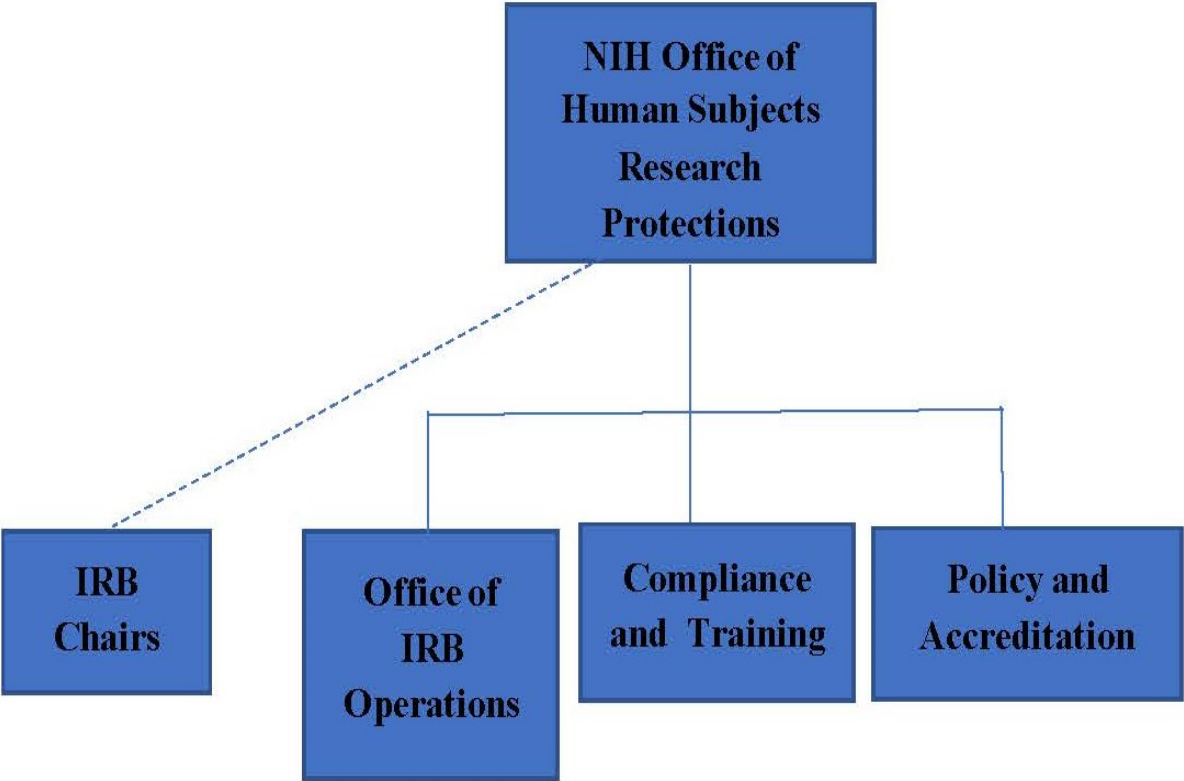 NIH Office of
Human Subjects
Research
Protections
IRB
Chairs
Office of
IRB
Operations
Compliance
and Training
Policy and
Accreditation